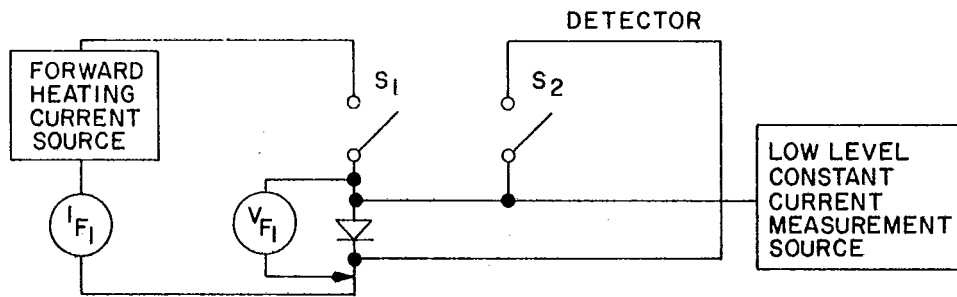 DETECTOR
FORWARD
HEATING
CURRENT
SOURCE
S1
S2
LOW LEVEL
CONSTANT
CURRENT
MEASUREMENT
SOURCE
IF1
VF1